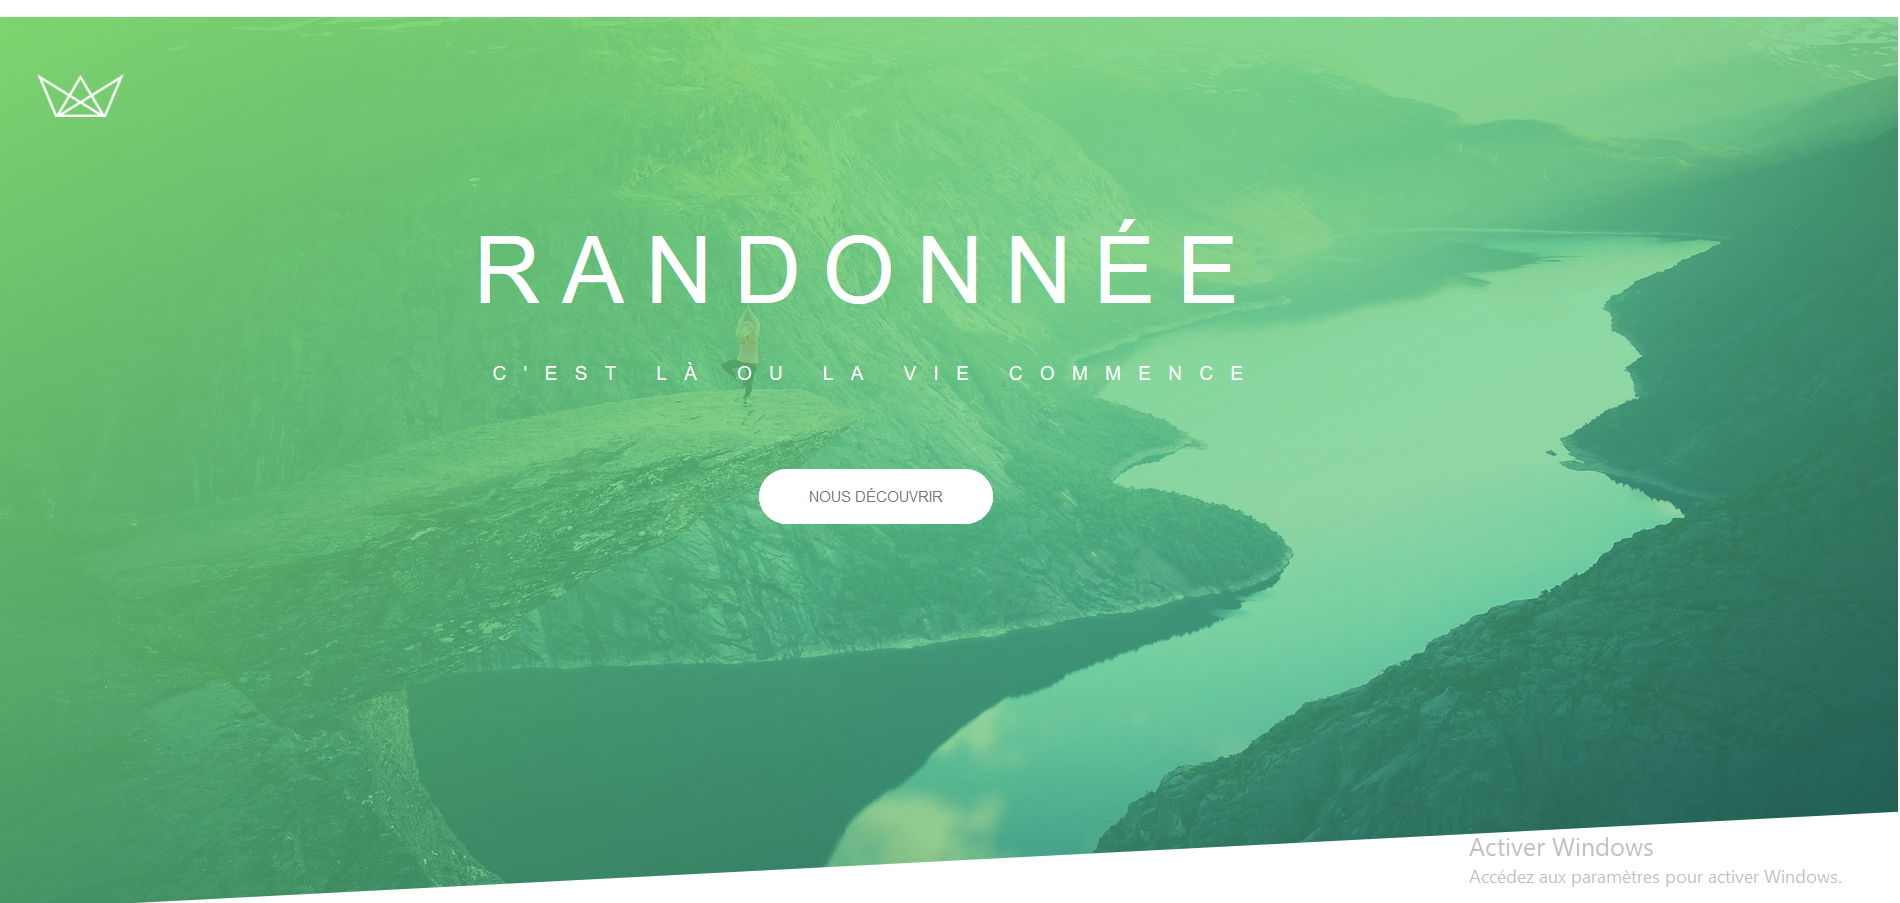 RANDONNÉE
C'EST LÀ OU LA VIE COMMENCE
NOUS DÉCOUVRIR
Activer Windows
Accédez aux paramètres pour activer Windows.